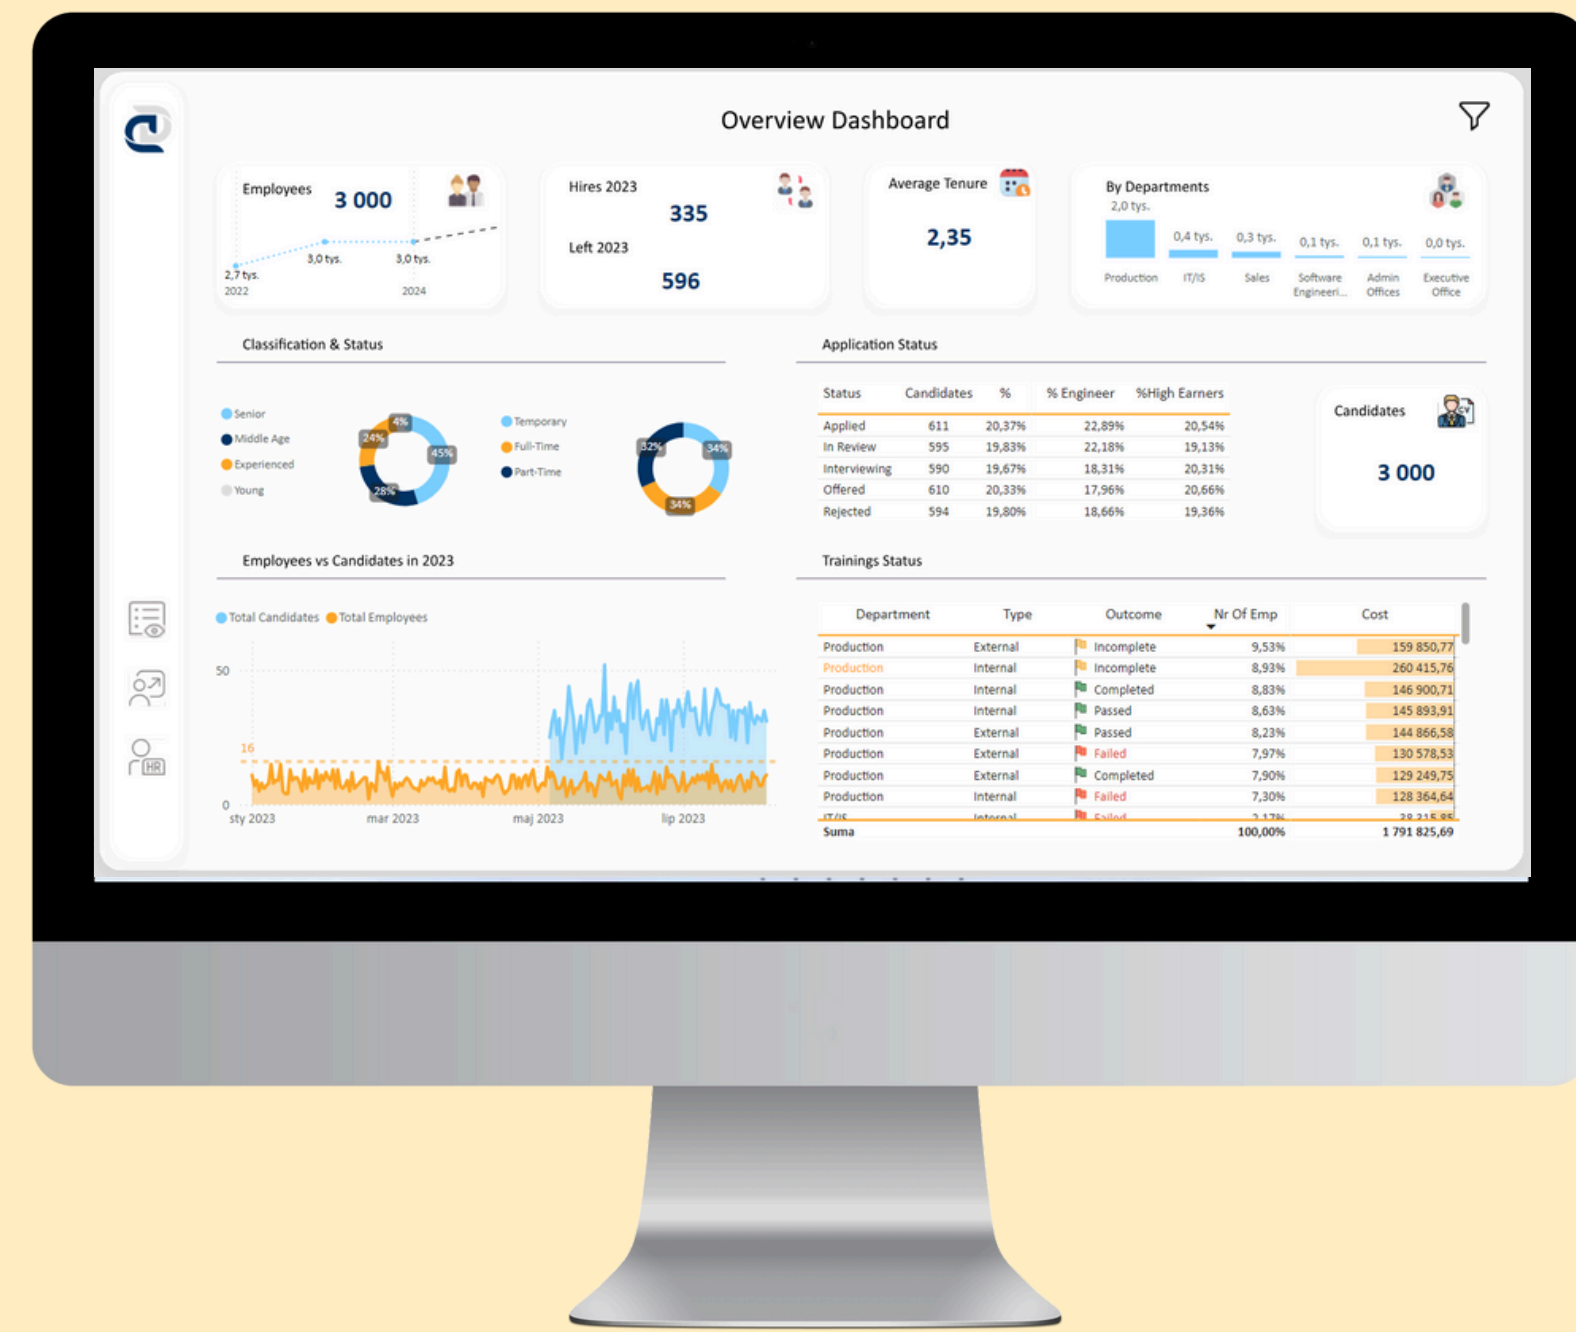 Overview Dashboard
Employees
3 000
2,7 tys.
3,0 tys.
3,0 tys.
2022
2024
Hires 2023
335
Left 2023
596
Average Tenure
2,35
By Departments
2,0 tys.
0,4 tys.
0,3 tys.
0,1 tys.
0,1 tys.
0,0 tys.
Production
IT/IS
Sales
Software Engineeri...
Admin Offices
Executive Office
Classification & Status
Senior
Middle Age
Experienced
Young
4%
24%
45%
28%
Temporary
Full-Time
Part-Time
32%
34%
34%
Application Status
Status Candidates % % Engineer %High Earners
Applied 611 20,37% 22,89% 20,54%
In Review 595 19,83% 22,18% 19,13%
Interviewing 590 19,67% 18,31% 20,31%
Offered 610 20,33% 17,96% 20,66%
Rejected 594 19,80% 18,66% 19,36%
Candidates
CV
3 000
Employees vs Candidates in 2023
Total Candidates Total Employees
50
16
0
sty 2023 mar 2023 maj 2023 lip 2023
HR
Trainings Status
Department Type Outcome Nr Of Emp Cost
Production External Incomplete 9,53% 159 850,77
Production Internal Incomplete 8,93% 260 415,76
Production Internal Completed 8,83% 146 900,71
Production Internal Passed 8,63% 145 893,91
Production External Passed 8,23% 144 866,58
Production External Failed 7,97% 130 578,53
Production External Completed 7,90% 129 249,75
Production Internal Failed 7,30% 128 364,64
IT/IS Internal Failed 2,17% 38 215,85
Suma 100,00% 1 791 825,69